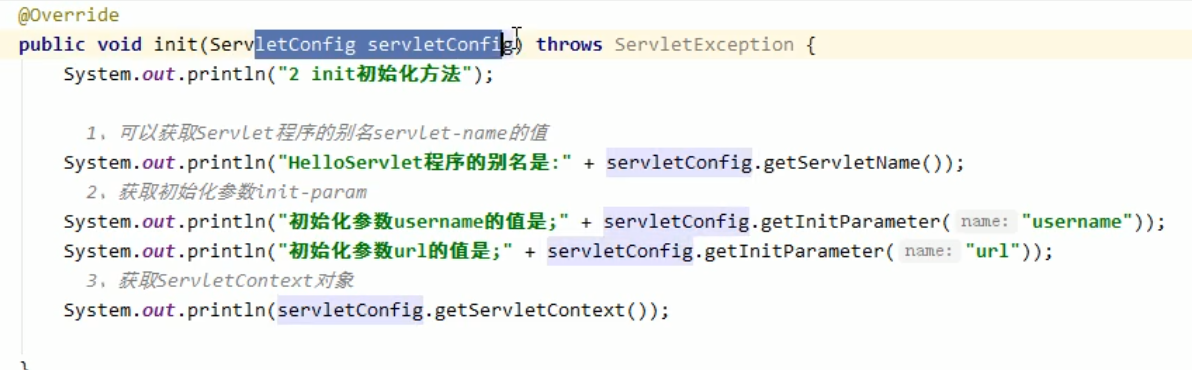 @Override
public void init(ServletConfig servletConfig) throws ServletException {
System.out.println("2 init初始化方法");
1、可以获取Servlet程序的别名servlet-name的值
System.out.println("HelloServlet程序的别名是:" + servletConfig.getServletName());
2、获取初始化参数init-param
System.out.println("初始化参数username的值是;" + servletConfig.getInitParameter( name: "username"));
System.out.println("初始化参数url的值是;" + servletConfig.getInitParameter( name: "url"));
3、获取ServletContext对象
System.out.println(servletConfig.getServletContext());
}